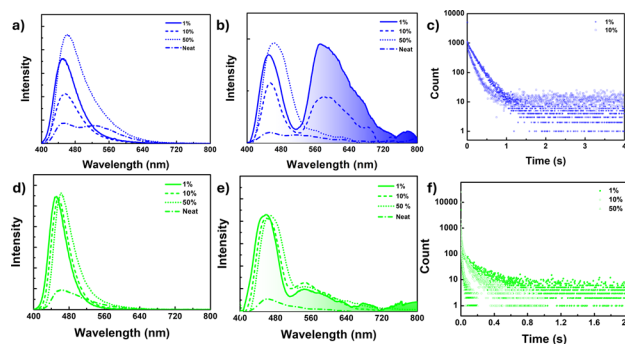 a)
1%
10%
50%
Neat
Intensity
400 480 560 640 720 800
Wavelength (nm)
b)
1%
10%
50%
Neat
Intensity
400 480 560 640 720 800
Wavelength (nm)
c)
1%
10%
Count
10000
1000
100
10
1
0 1 2 3 4
Time (s)
d)
1%
10%
50%
Neat
Intensity
400 480 560 640 720 800
Wavelength (nm)
e)
1%
10%
50 %
Neat
Intensity
400 480 560 640 720 800
Wavelength (nm)
f)
1%
10%
50%
Count
10000
1000
100
10
1
0.0 0.4 0.8 1.2 1.6 2
Time (s)